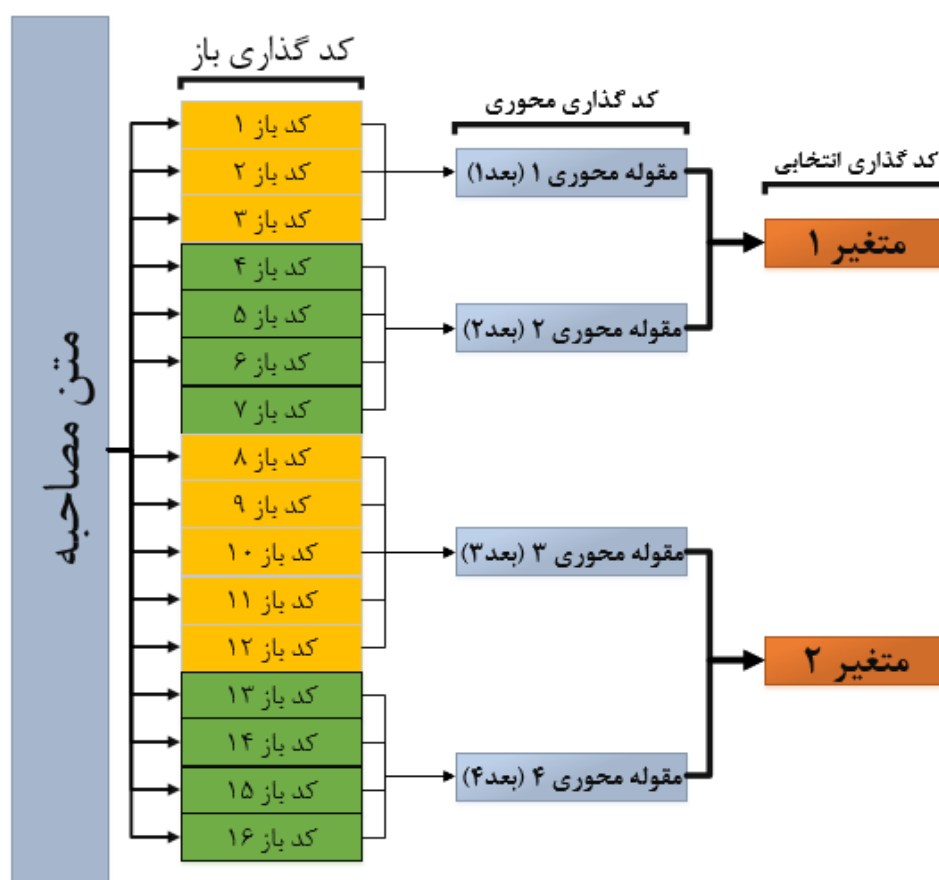 کد گذاری باز
کد گذاری محوری
کد گذاری انتخابی
متن مصاحبه
کد باز ۱
کد باز ۲
کد باز ۳
کد باز ۴
کد باز ۵
کد باز ۶
کد باز ۷
کد باز ۸
کد باز ۹
کد باز ۱۰
کد باز ۱۱
کد باز ۱۲
کد باز ۱۳
کد باز ۱۴
کد باز ۱۵
کد باز ۱۶
مقوله محوری ۱ (بعد۱)
مقوله محوری ۲ (بعد۲)
مقوله محوری ۳ (بعد۳)
مقوله محوری ۴ (بعد۴)
متغیر ۱
متغیر ۲